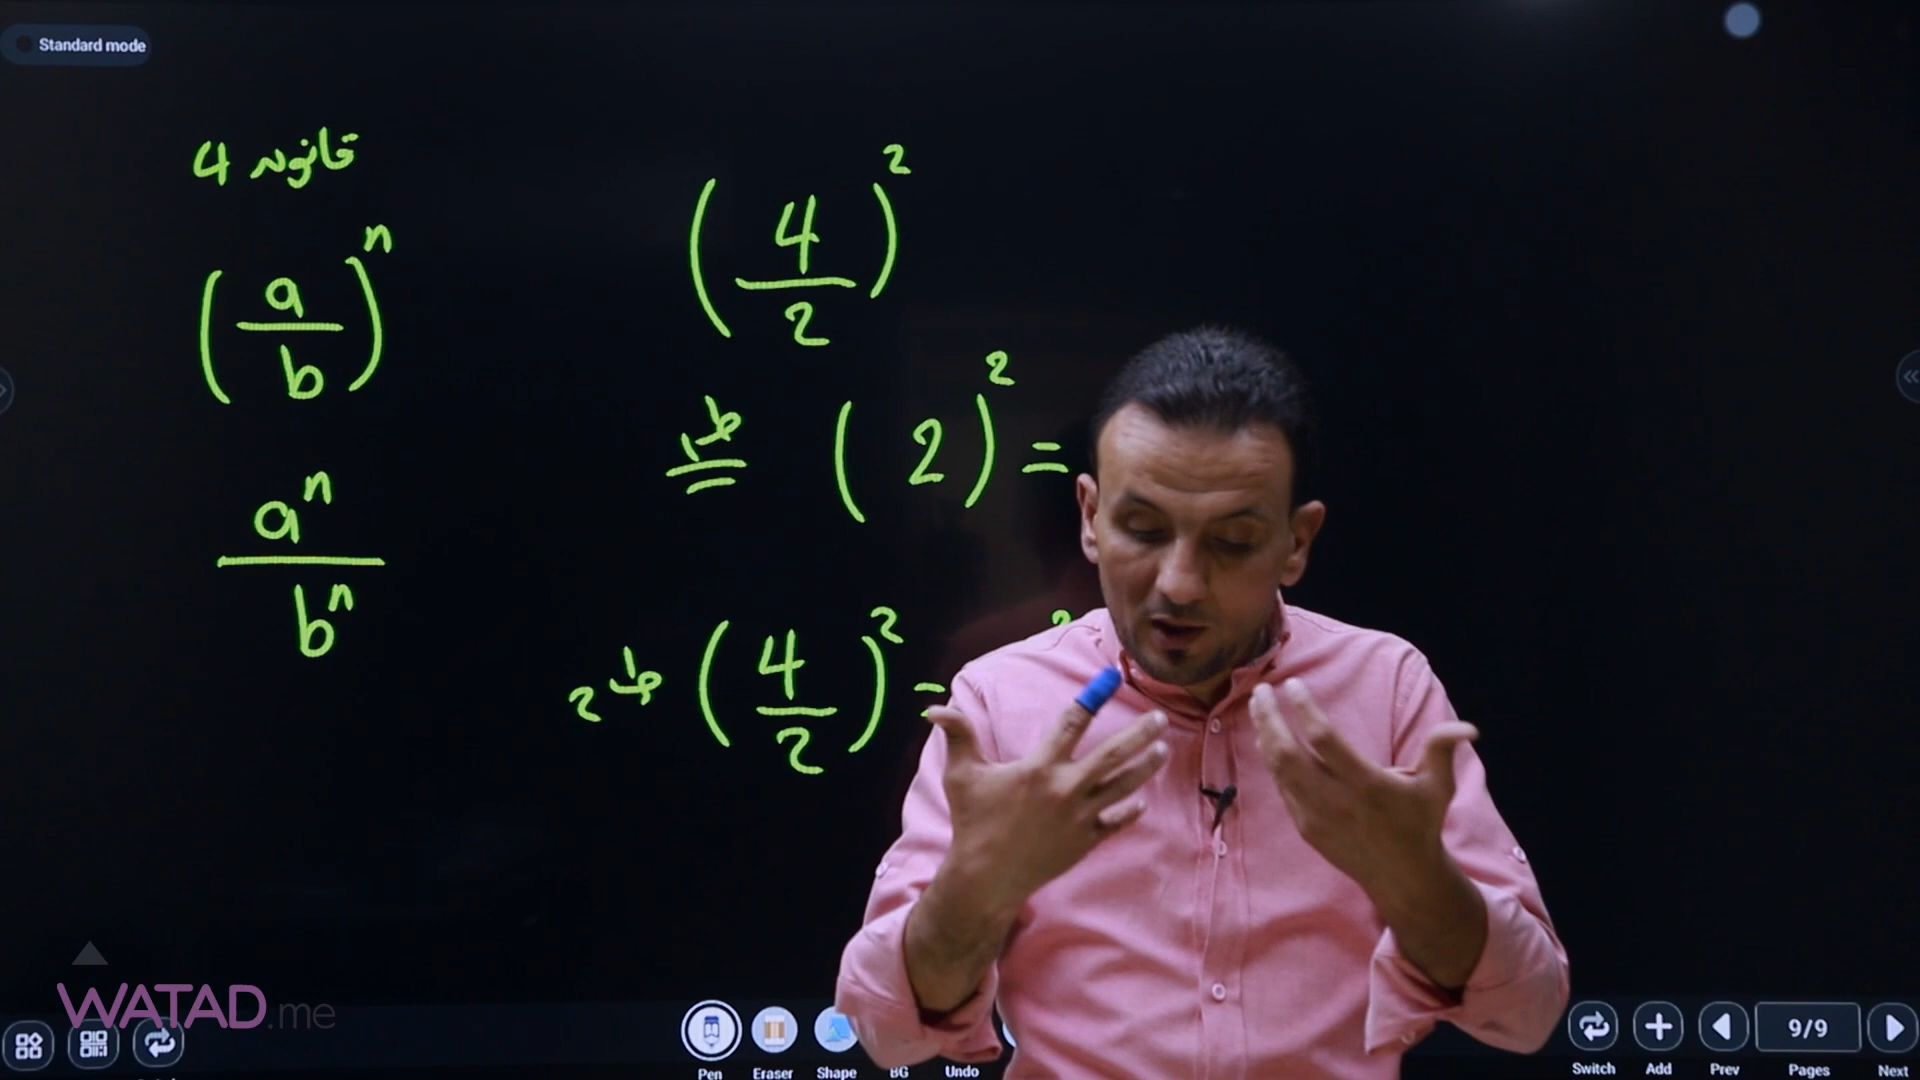 Standard mode
قانون 4
(a/b)^n
a^n/b^n
(4/2)^2
ط1 (2)^2 =
ط2 (4/2)^2 =
WATAD.me
Pen Eraser Shape BG Undo
Switch Add Prev Pages Next
9/9